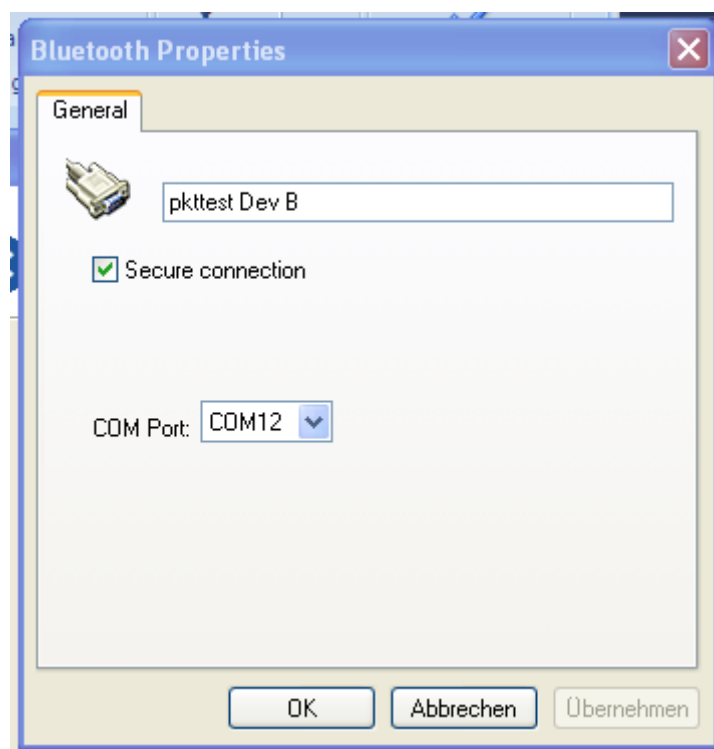 Bluetooth Properties
General
pkttest Dev B
Secure connection
COM Port: COM12
OK Abbrechen Übernehmen